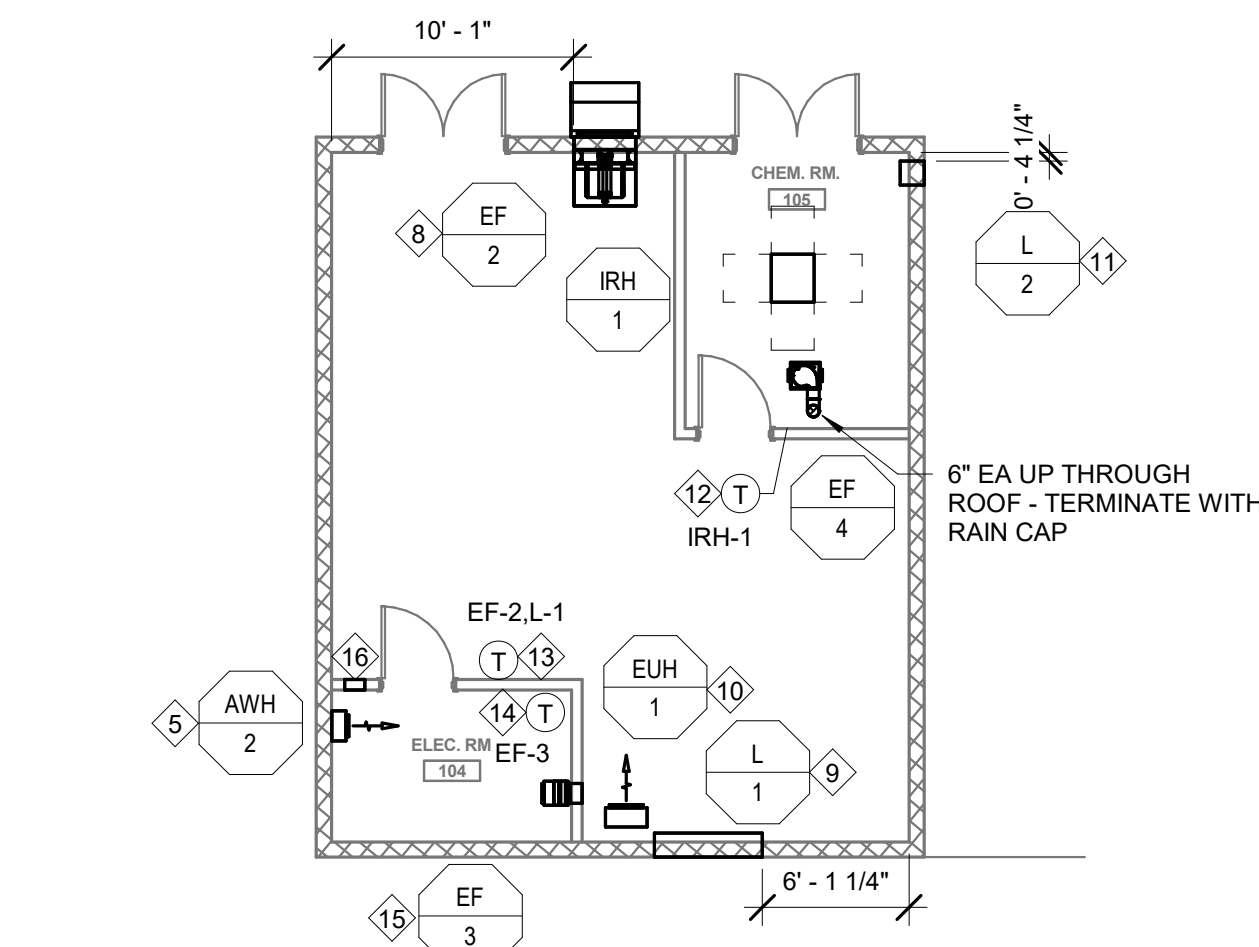 10' - 1"
0' - 4 1/4"
CHEM. RM.
105
8
EF
2
L
2
11
IRH
1
6" EA UP THROUGH
ROOF - TERMINATE WITH
RAIN CAP
12
T
IRH-1
EF
4
EF-2,L-1
T
13
16
EUH
1
10
5
AWH
2
14
T
EF-3
ELEC. RM
104
L
1
9
6' - 1 1/4"
15
EF
3